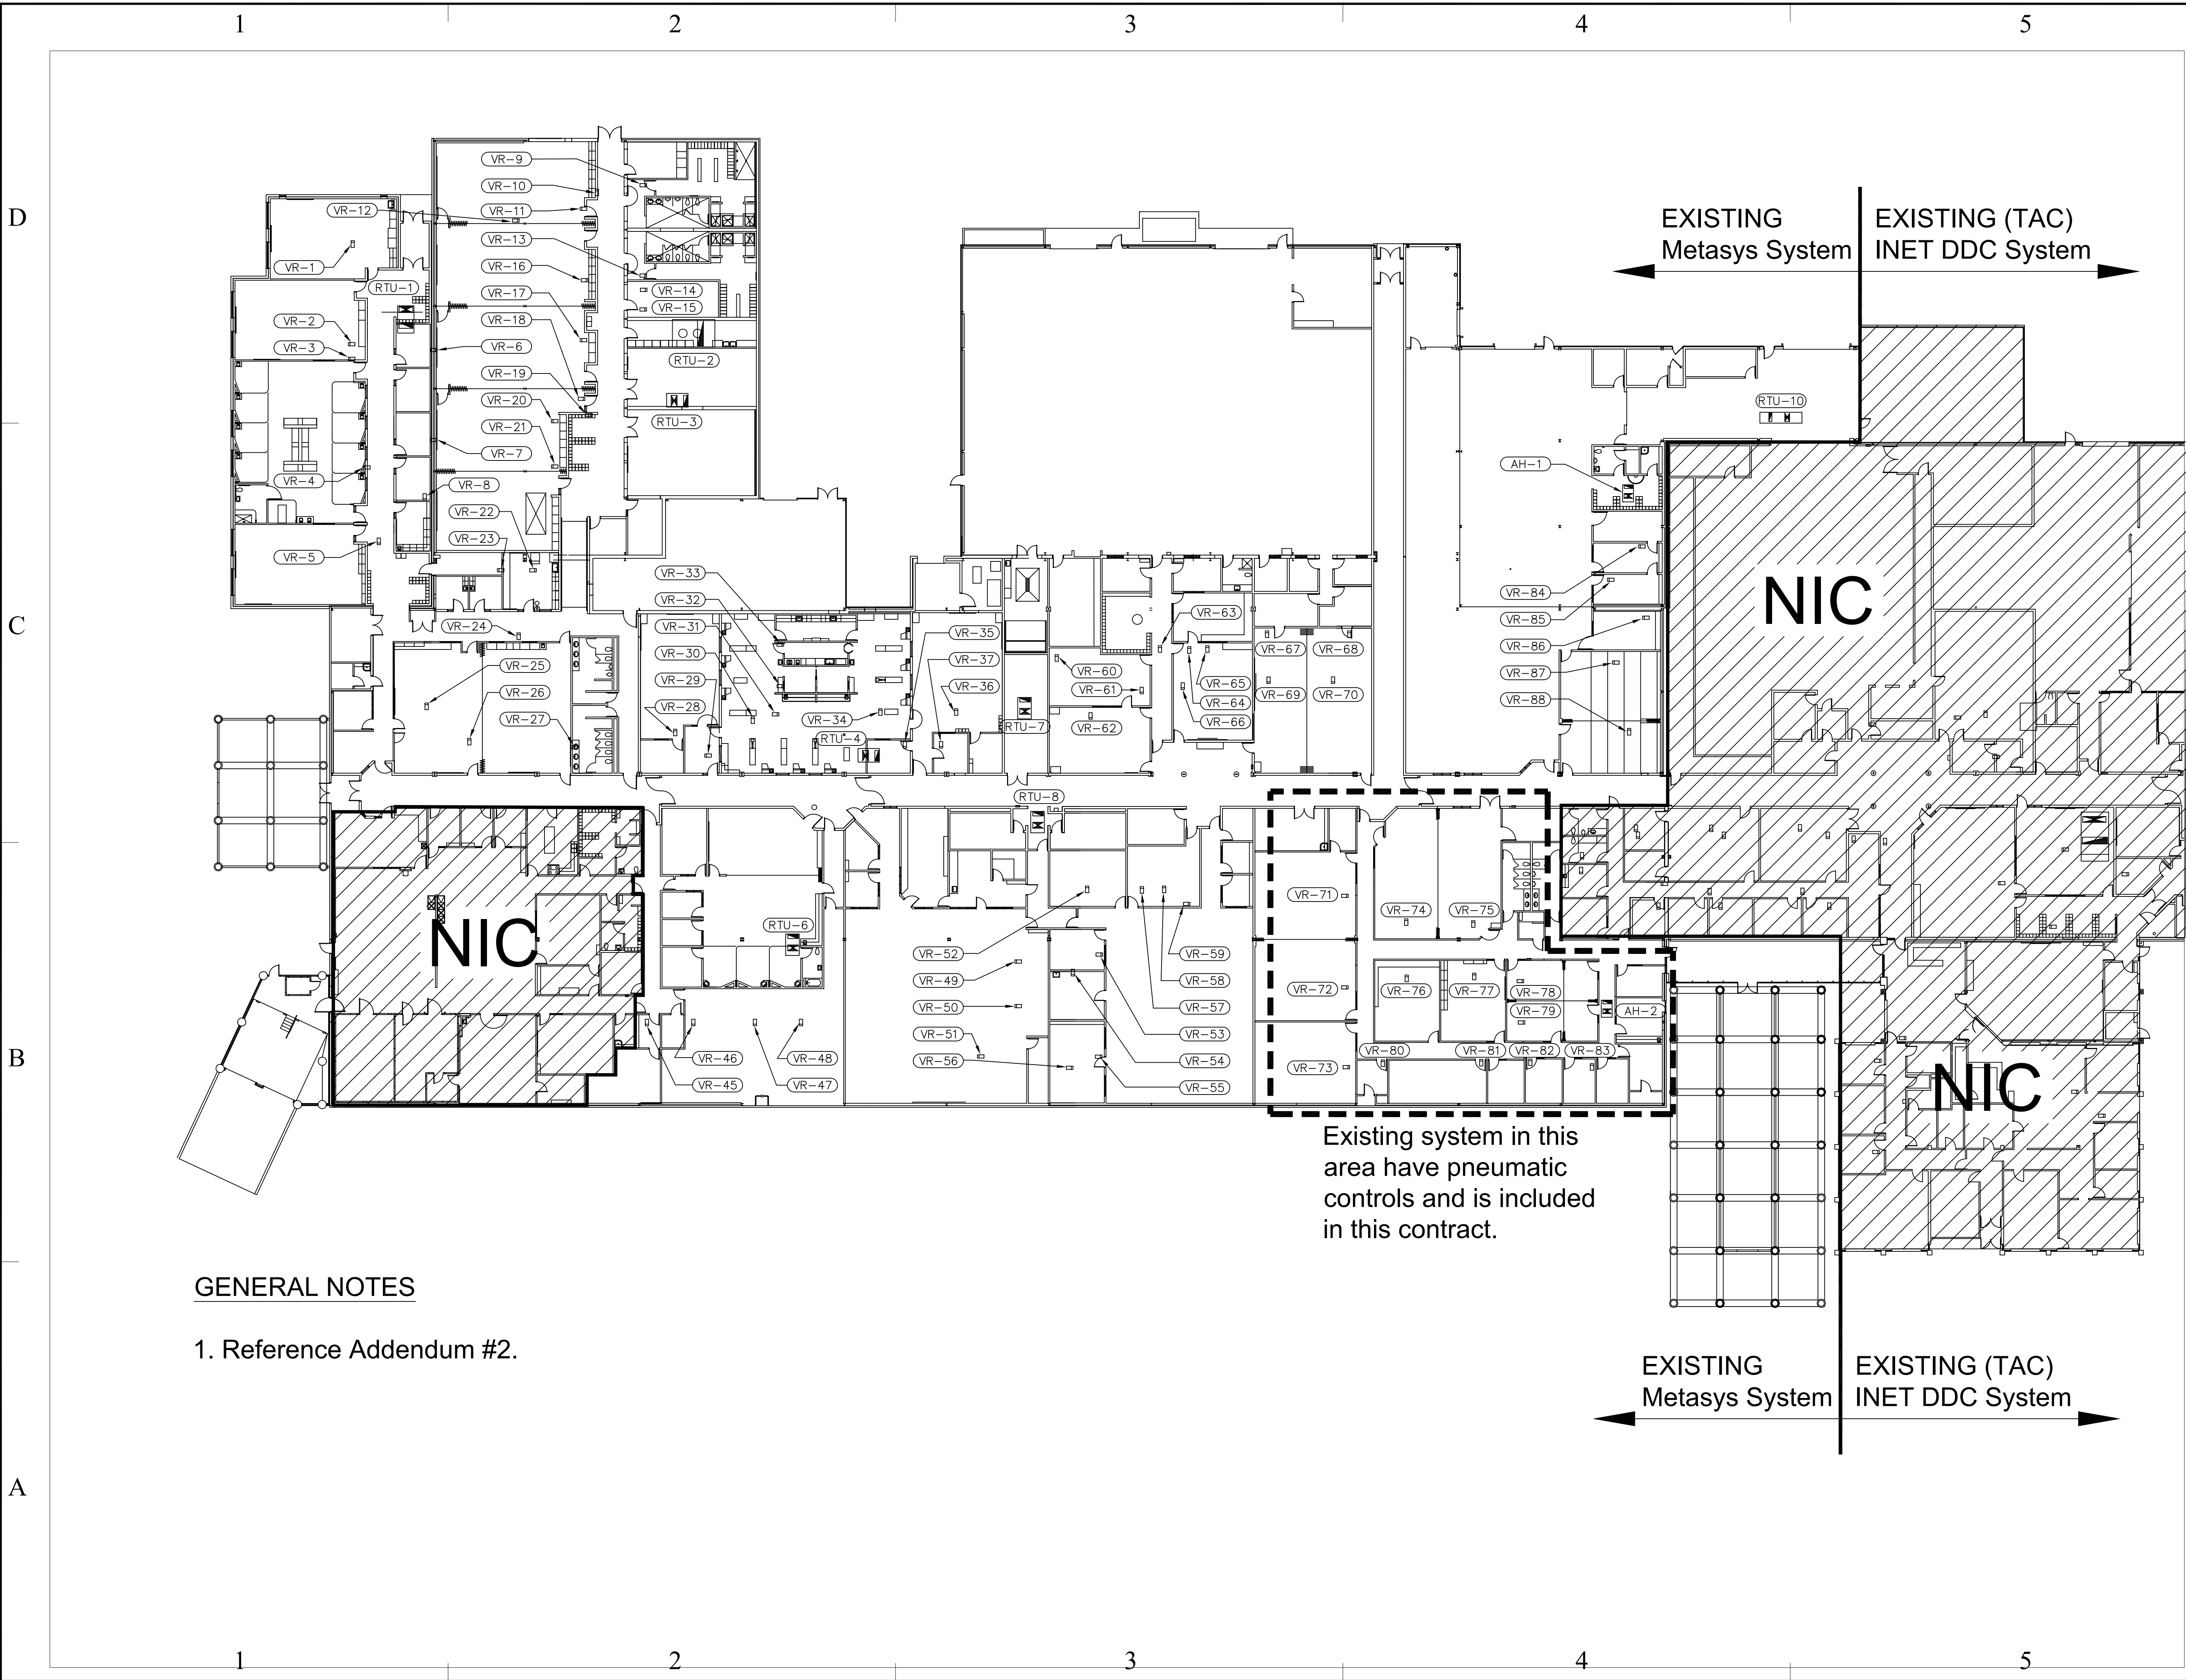 1 2 3 4 5
D
C
B
A
EXISTING
Metasys System
EXISTING (TAC)
INET DDC System
VR-9
VR-10
VR-11
VR-12
VR-13
VR-16
VR-1
RTU-1
VR-14
VR-15
VR-17
VR-18
VR-2
VR-3
VR-6
RTU-2
VR-19
VR-20
RTU-3
VR-21
VR-7
VR-4
VR-8
VR-22
VR-23
VR-5
RTU-10
AH-1
NIC
VR-33
VR-32
VR-31
VR-30
VR-29
VR-28
VR-24
VR-25
VR-26
VR-27
C
VR-34
RTU-4
VR-35
VR-37
VR-36
RTU-7
VR-60
VR-61
VR-62
VR-63
VR-65
VR-64
VR-66
VR-67
VR-68
VR-69
VR-70
VR-84
VR-85
VR-86
VR-87
VR-88
RTU-8
NIC
RTU-6
VR-46
VR-45
VR-48
VR-47
VR-52
VR-49
VR-50
VR-51
VR-56
VR-59
VR-58
VR-57
VR-53
VR-54
VR-55
VR-71
VR-72
VR-73
VR-74
VR-75
VR-76
VR-77
VR-78
VR-79
AH-2
VR-80
VR-81
VR-82
VR-83
NIC
Existing system in this
area have pneumatic
controls and is included
in this contract.
GENERAL NOTES
1. Reference Addendum #2.
EXISTING
Metasys System
EXISTING (TAC)
INET DDC System
1 2 3 4 5